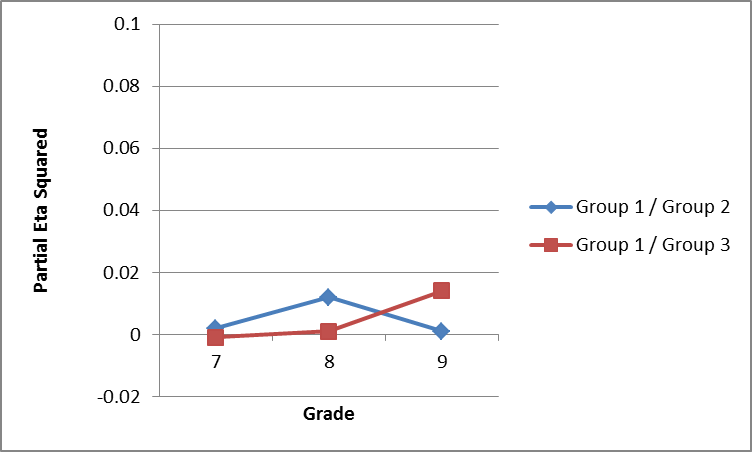 0.1
0.08
0.06
0.04
0.02
0
-0.02
Partial Eta Squared
7 8 9
Grade
Group 1 / Group 2
Group 1 / Group 3